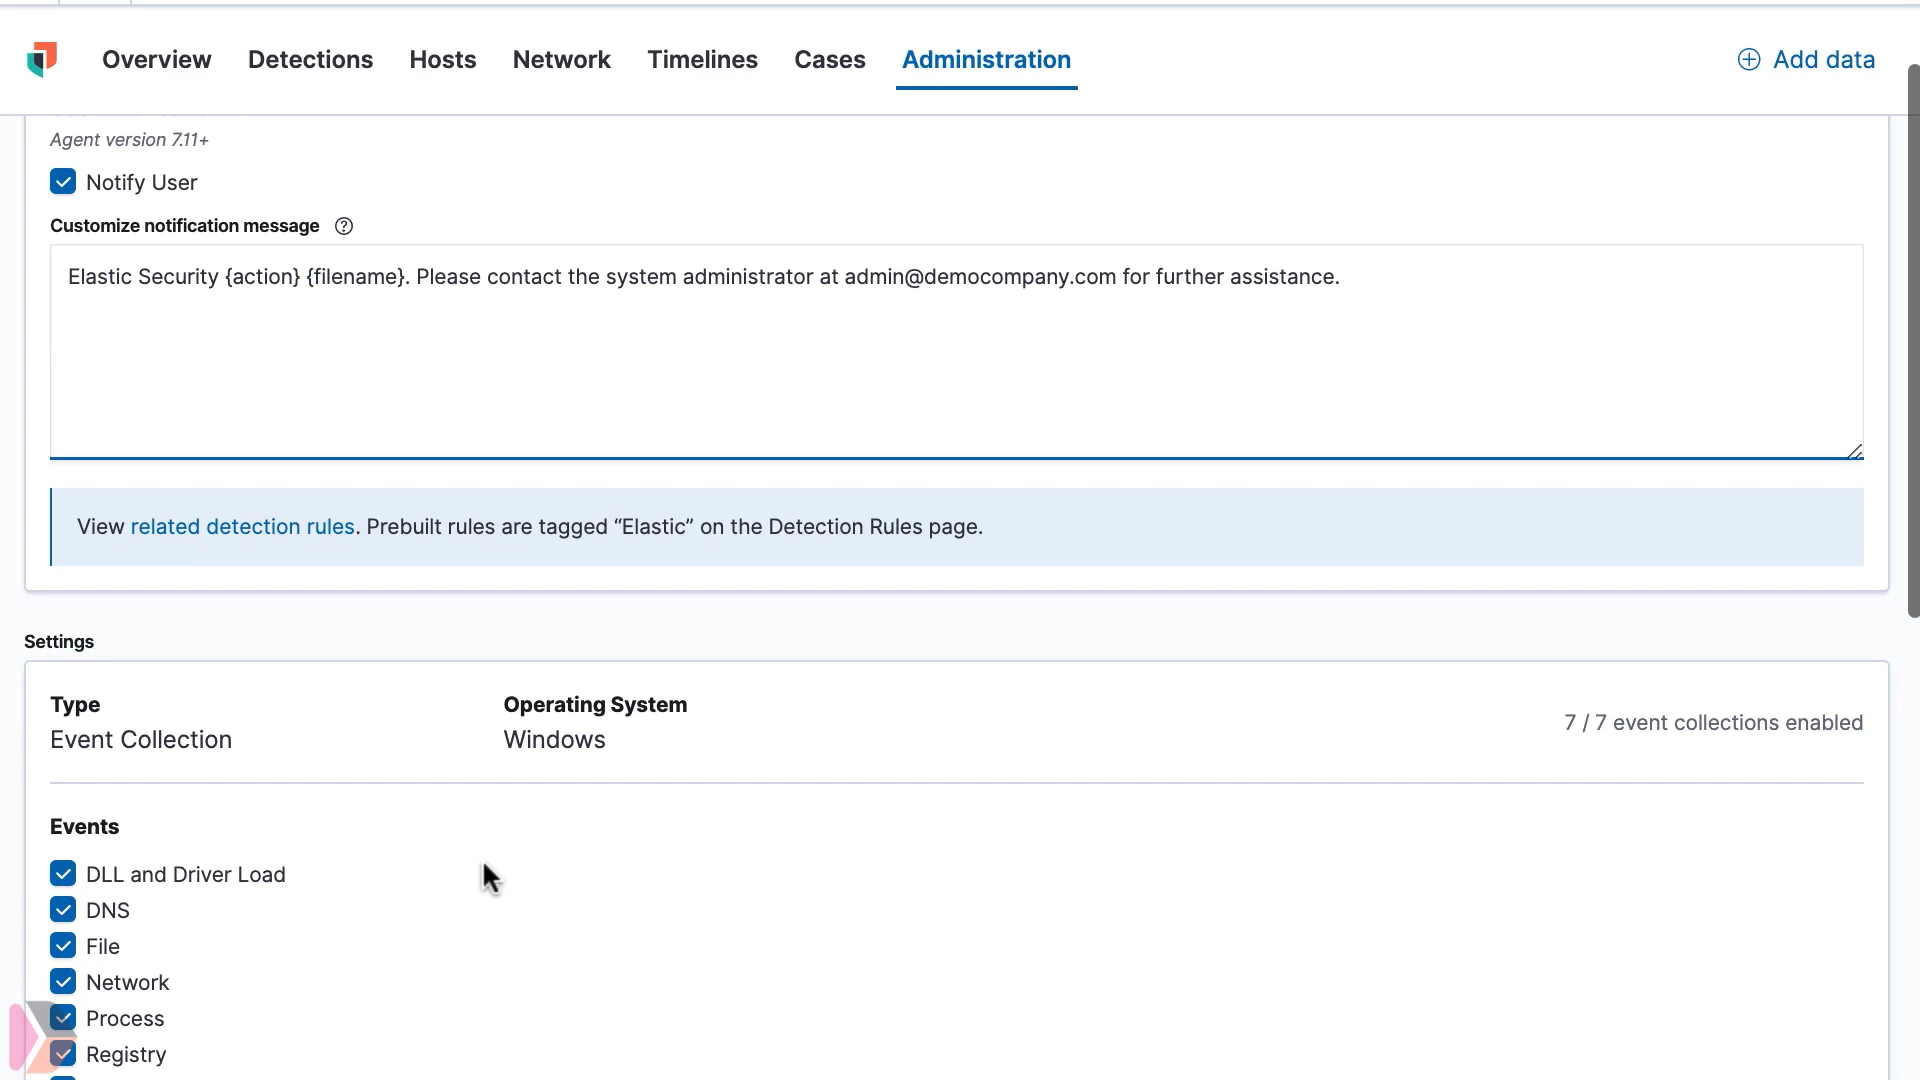 Overview Detections Hosts Network Timelines Cases Administration Add data
Agent version 7.11+
Notify User
Customize notification message
Elastic Security {action} {filename}. Please contact the system administrator at admin@democompany.com for further assistance.
View related detection rules. Prebuilt rules are tagged “Elastic” on the Detection Rules page.
Settings
Type Operating System
Event Collection Windows
7 / 7 event collections enabled
Events
DLL and Driver Load
DNS
File
Network
Process
Registry